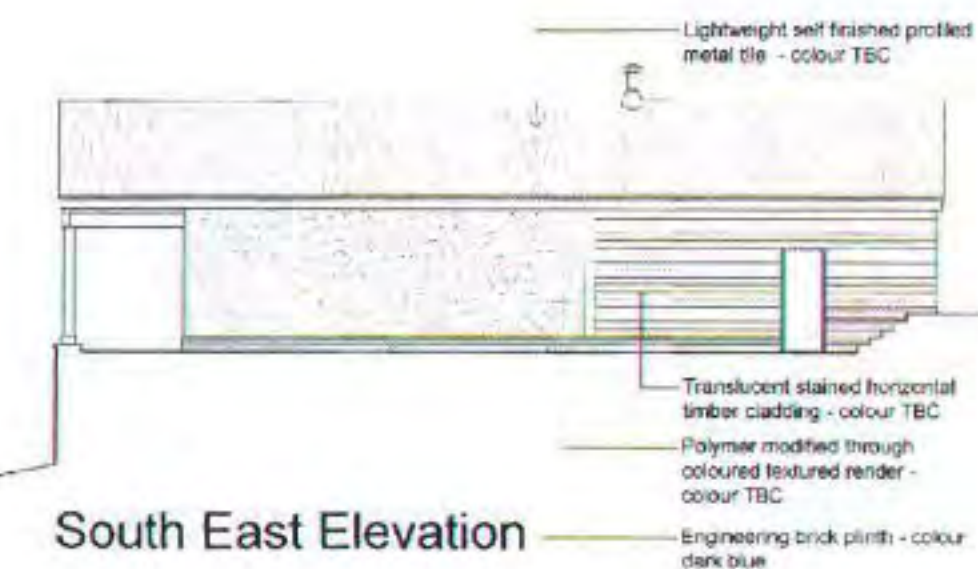 Lightweight self finished profiled
metal tile - colour TBC
Translucent stained horizontal
timber cladding - colour TBC
Polymer modified through
coloured textured render -
colour TBC
South East Elevation
Engineering brick plinth - colour
dark blue